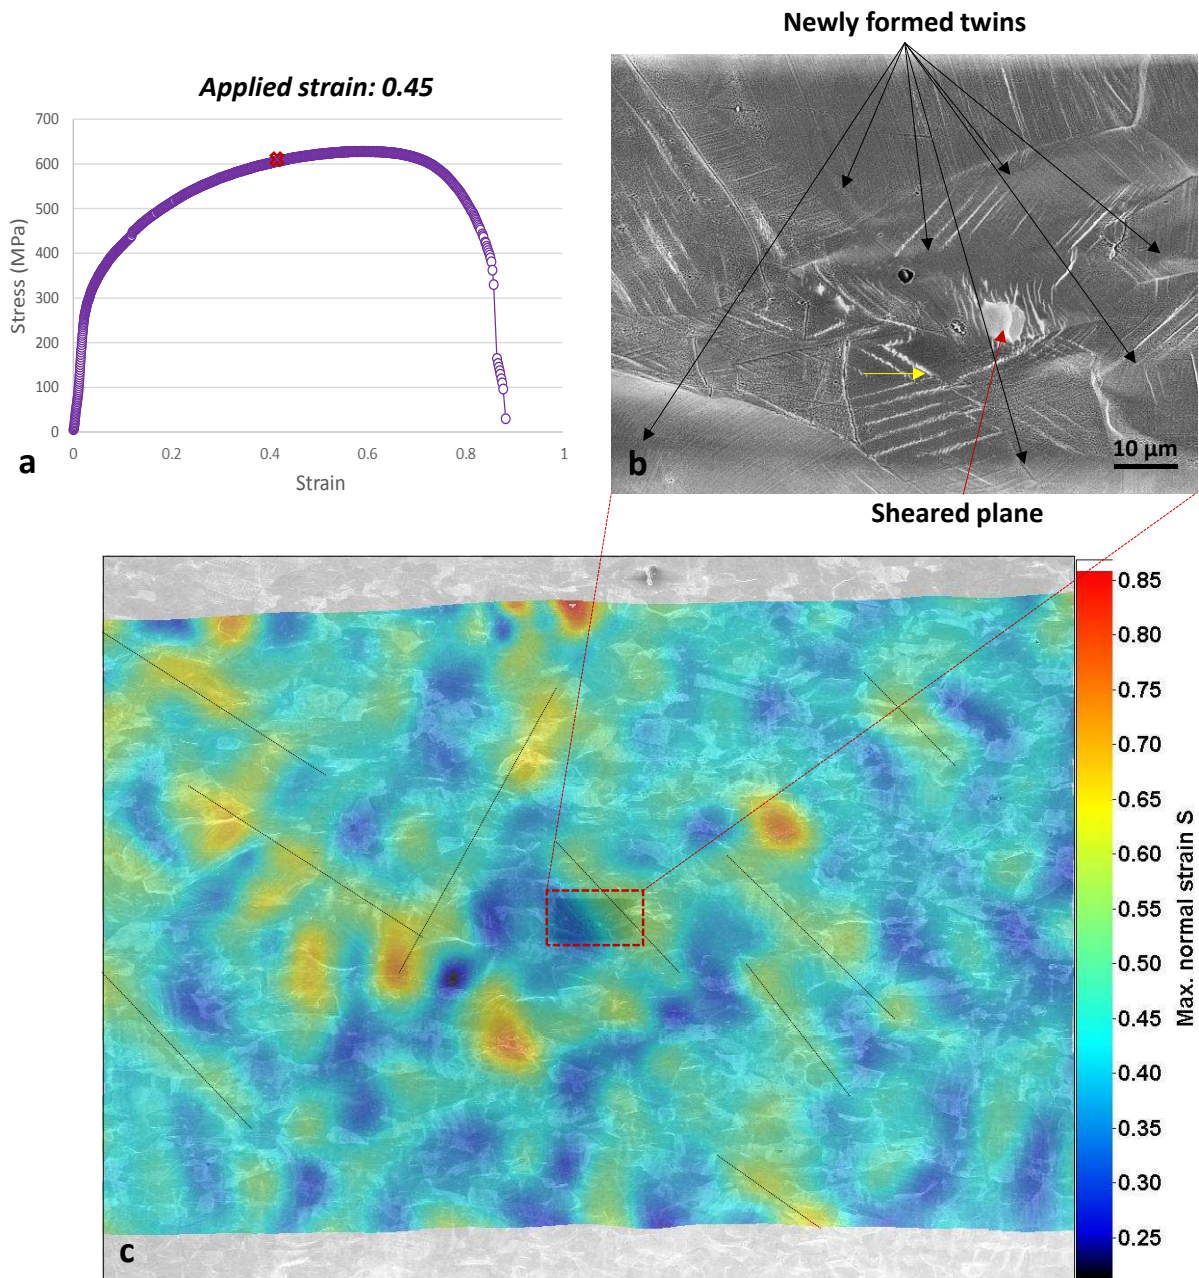 Newly formed twins
Applied strain: 0.45
700
600
500
400
300
200
100
0
Stress (MPa)
0
0.2
0.4
0.6
0.8
1
Strain
a
b
10 µm
Sheared plane
0.85
0.80
0.75
0.70
0.65
0.60
0.55
0.50
0.45
0.40
0.35
0.30
0.25
Max. normal strain S
c